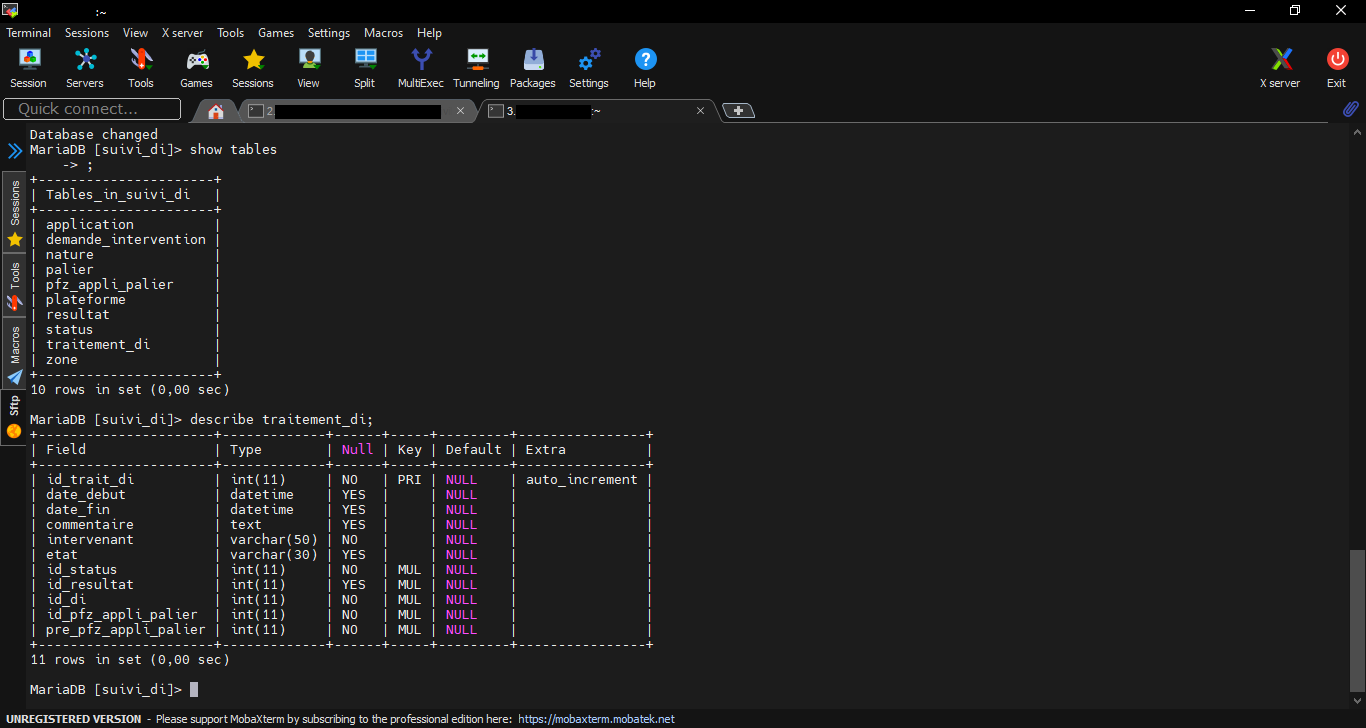 :~
Terminal Sessions View X server Tools Games Settings Macros Help
Session Servers Tools Games Sessions View Split MultiExec Tunneling Packages Settings Help X server Exit
Quick connect... 2. 3. :~
Database changed
MariaDB [suivi_di]> show tables
    -> ;
+----------------------+
| Tables_in_suivi_di   |
+----------------------+
| application          |
| demande_intervention |
| nature               |
| palier               |
| pfz_appli_palier     |
| plateforme           |
| resultat             |
| status               |
| traitement_di        |
| zone                 |
+----------------------+
10 rows in set (0,00 sec)
MariaDB [suivi_di]> describe traitement_di;
+----------------------+-------------+------+-----+---------+----------------+
| Field                | Type        | Null | Key | Default | Extra          |
+----------------------+-------------+------+-----+---------+----------------+
| id_trait_di          | int(11)     | NO   | PRI | NULL    | auto_increment |
| date_debut           | datetime    | YES  |     | NULL    |                |
| date_fin             | datetime    | YES  |     | NULL    |                |
| commentaire          | text        | YES  |     | NULL    |                |
| intervenant          | varchar(50) | NO   |     | NULL    |                |
| etat                 | varchar(30) | YES  |     | NULL    |                |
| id_status            | int(11)     | NO   | MUL | NULL    |                |
| id_resultat          | int(11)     | YES  | MUL | NULL    |                |
| id_di                | int(11)     | NO   | MUL | NULL    |                |
| id_pfz_appli_palier  | int(11)     | NO   | MUL | NULL    |                |
| pre_pfz_appli_palier | int(11)     | NO   | MUL | NULL    |                |
+----------------------+-------------+------+-----+---------+----------------+
11 rows in set (0,00 sec)
MariaDB [suivi_di]>
Sessions
Tools
Macros
Sftp
UNREGISTERED VERSION - Please support MobaXterm by subscribing to the professional edition here: https://mobaxterm.mobatek.net